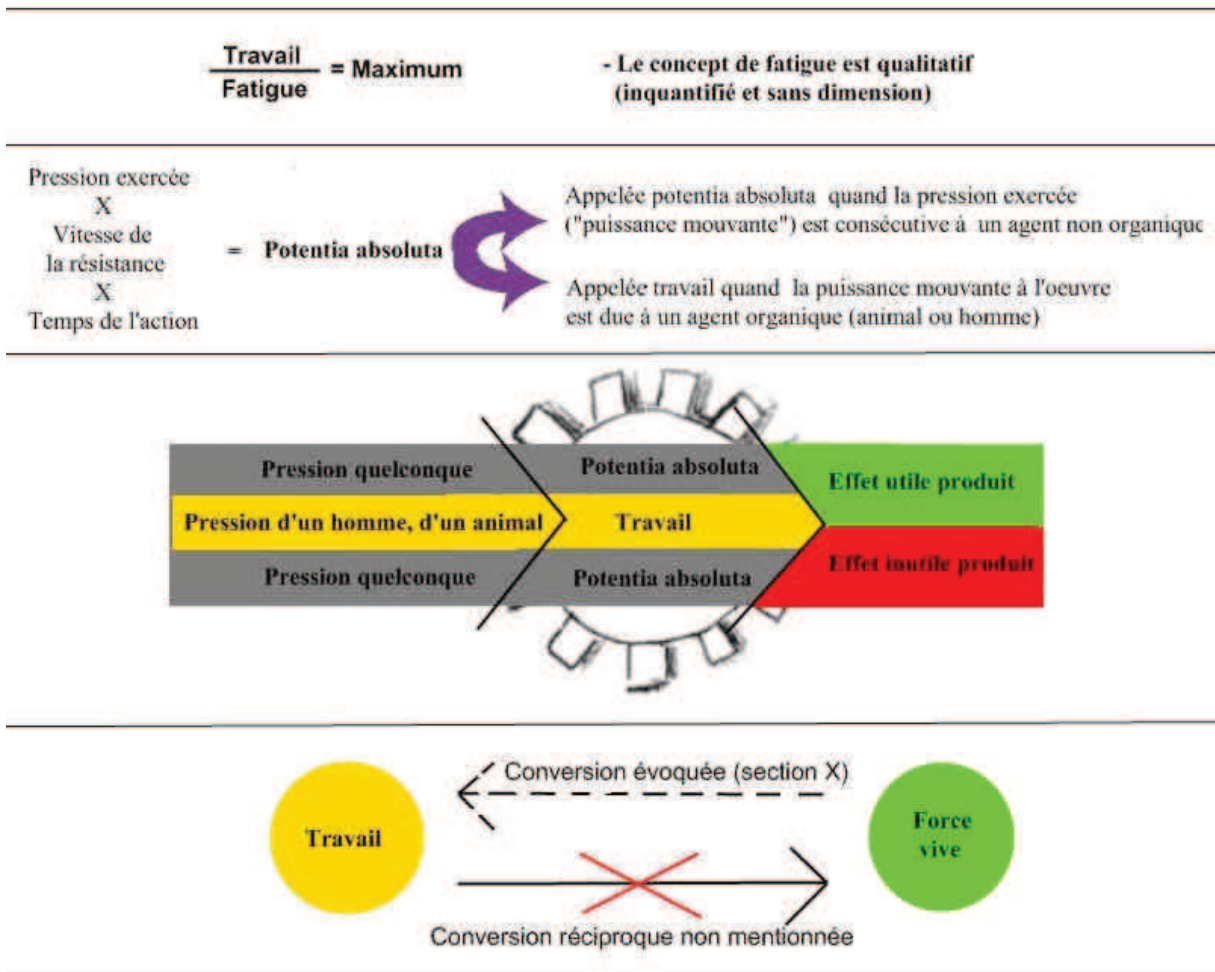 Travail
Fatigue
= Maximum
- Le concept de fatigue est qualitatif
(inquantifié et sans dimension)
Pression exercée
X
Vitesse de
la résistance
X
Temps de l'action
= Potentia absoluta
Appelée potentia absoluta quand la pression exercée
("puissance mouvante") est consécutive à un agent non organique
Appelée travail quand la puissance mouvante à l'oeuvre
est due à un agent organique (animal ou homme)
Pression quelconque
Potentia absoluta
Effet utile produit
Pression d'un homme, d'un animal
Travail
Pression quelconque
Potentia absoluta
Effet inutile produit
Conversion évoquée (section X)
Travail
Force
vive
Conversion réciproque non mentionnée